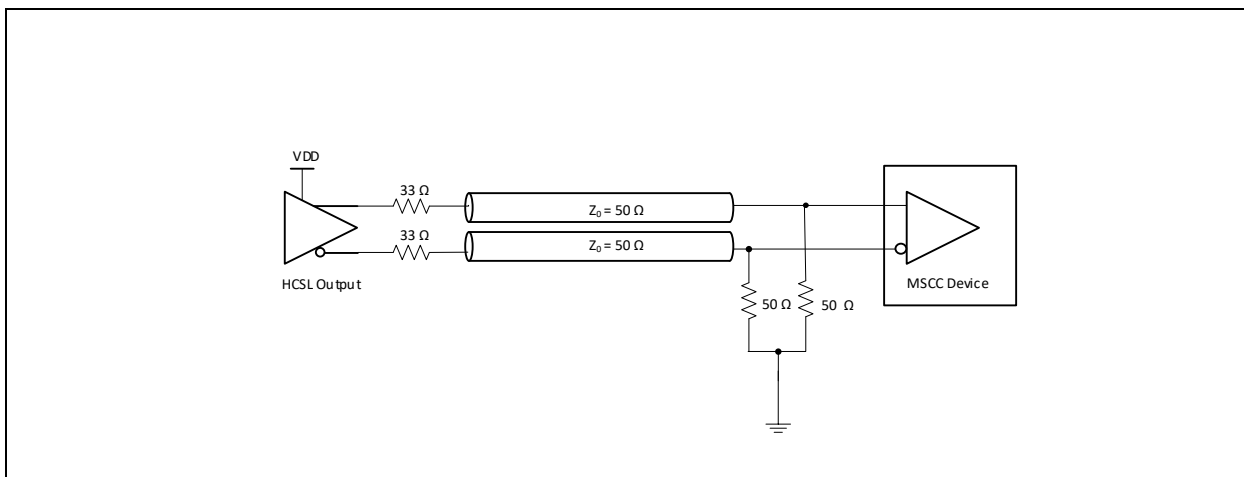 VDD
33 Ω
Z₀ = 50 Ω
33 Ω
Z₀ = 50 Ω
HCSL Output
MSCC Device
50 Ω
50 Ω